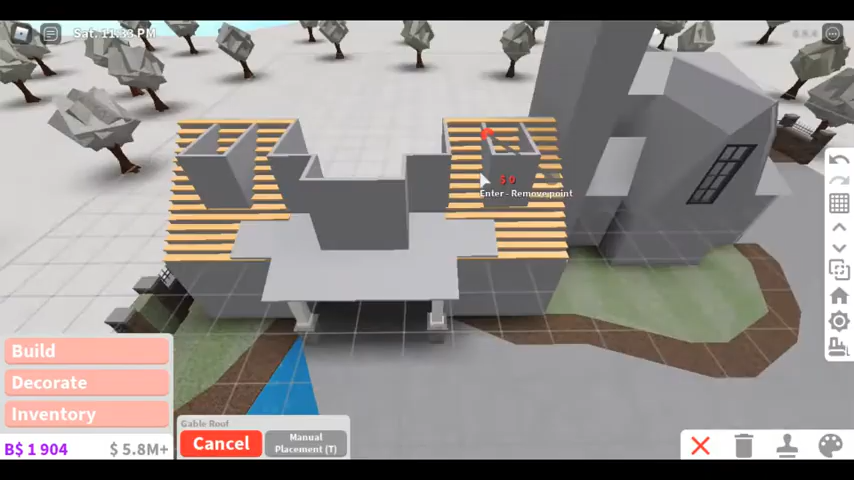 Sat. 11.33 PM
$ 0
Enter - Remove point
Build
Decorate
Inventory
B$ 1 904
$ 5.8M+
Gable Roof
Cancel
Manual
Placement (T)